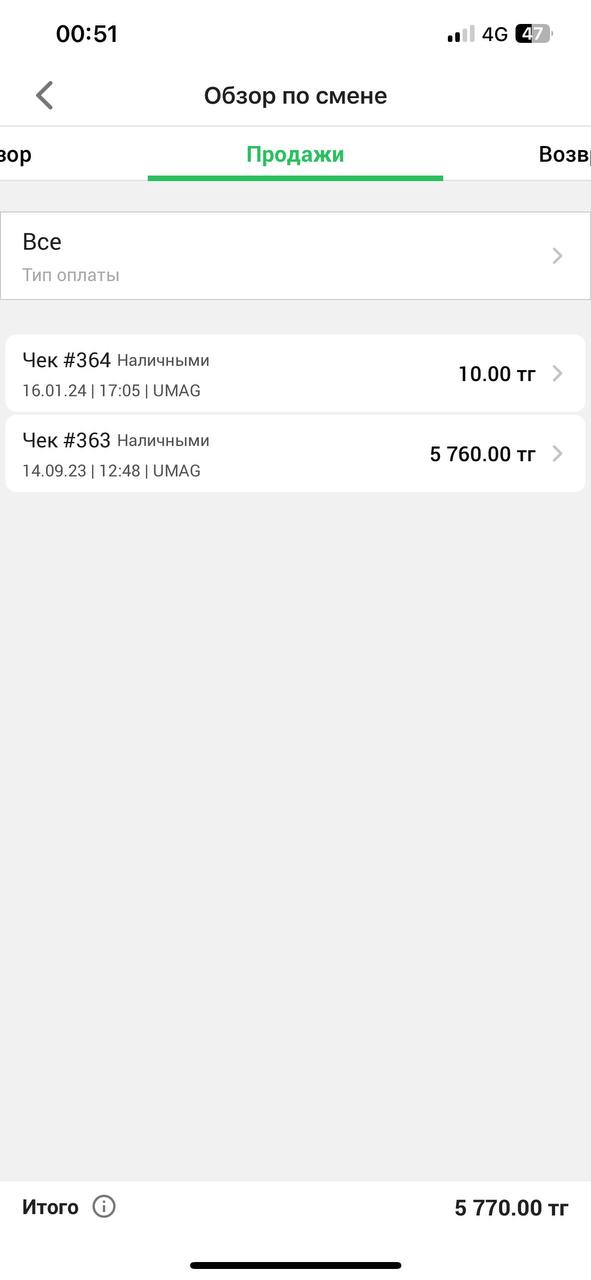 00:51 4G 47
Обзор по смене
зор Продажи Возв
Все
Тип оплаты
Чек #364 Наличными
10.00 тг
16.01.24 | 17:05 | UMAG
Чек #363 Наличными
5 760.00 тг
14.09.23 | 12:48 | UMAG
Итого 5 770.00 тг